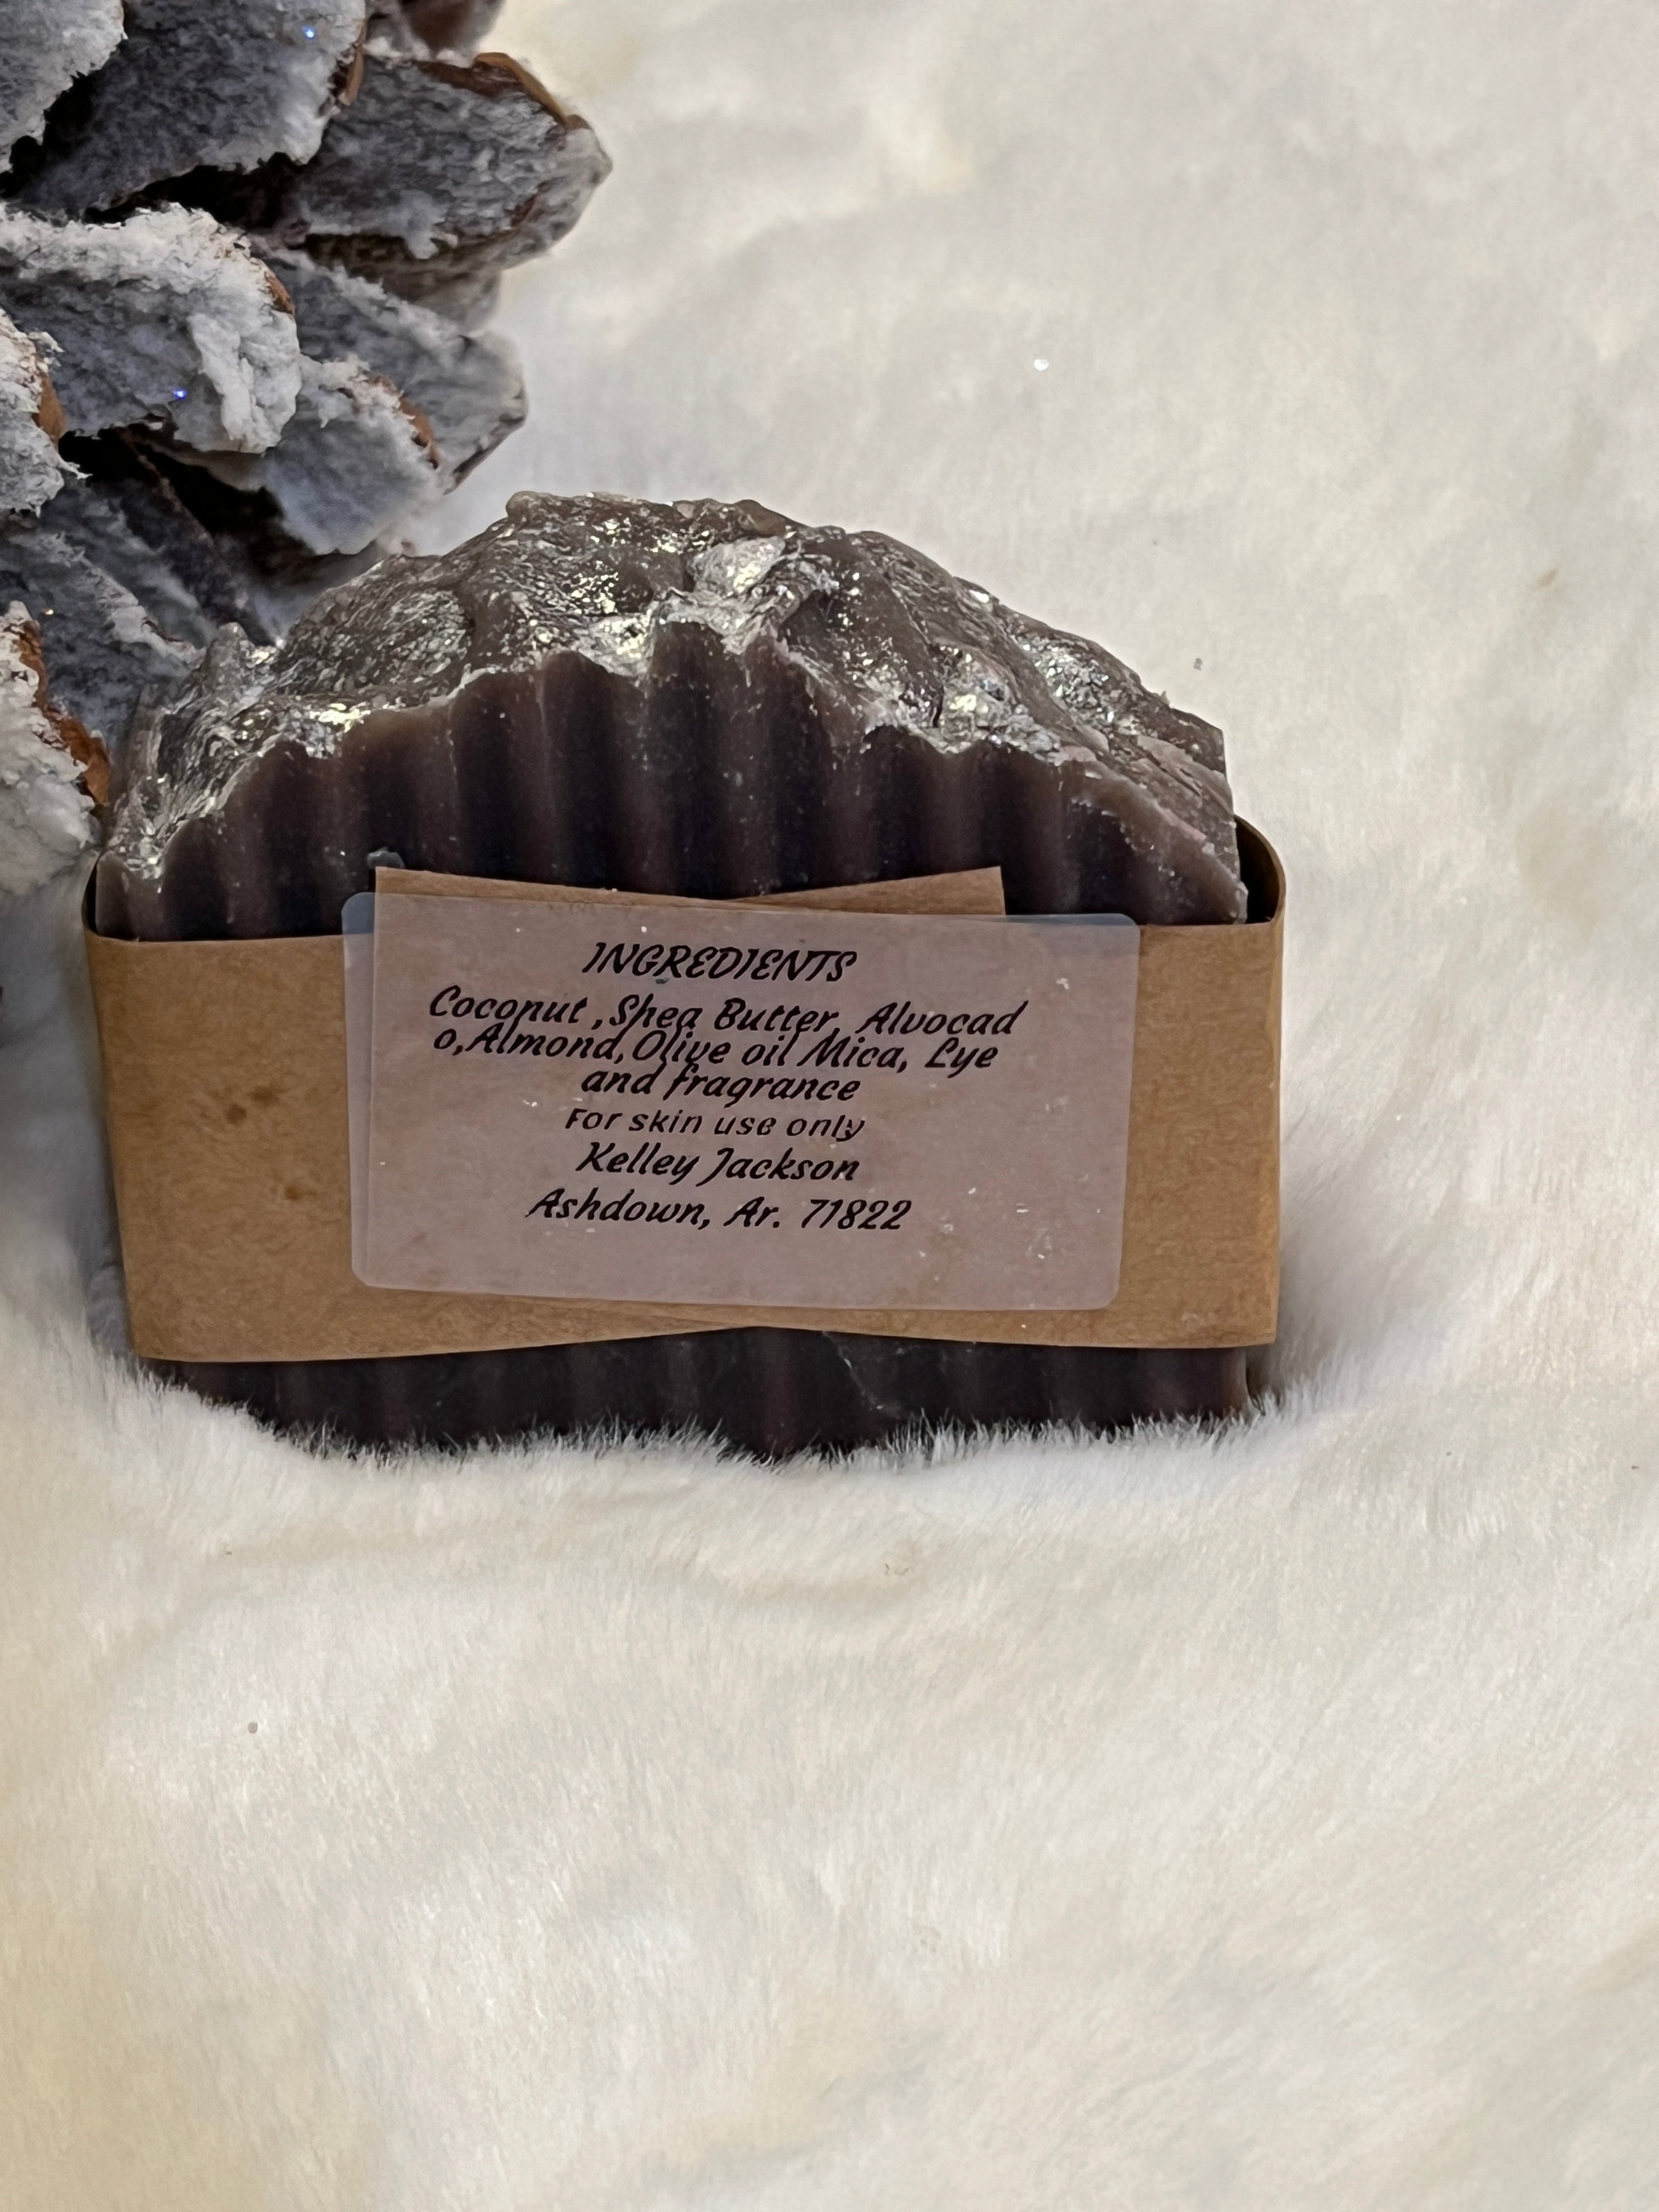 INGREDIENTS
Coconut ,Shea Butter, Alvocad
o,Almond,Olive oil Mica, Lye
and fragrance
For skin use only
Kelley Jackson
Ashdown, Ar. 71822